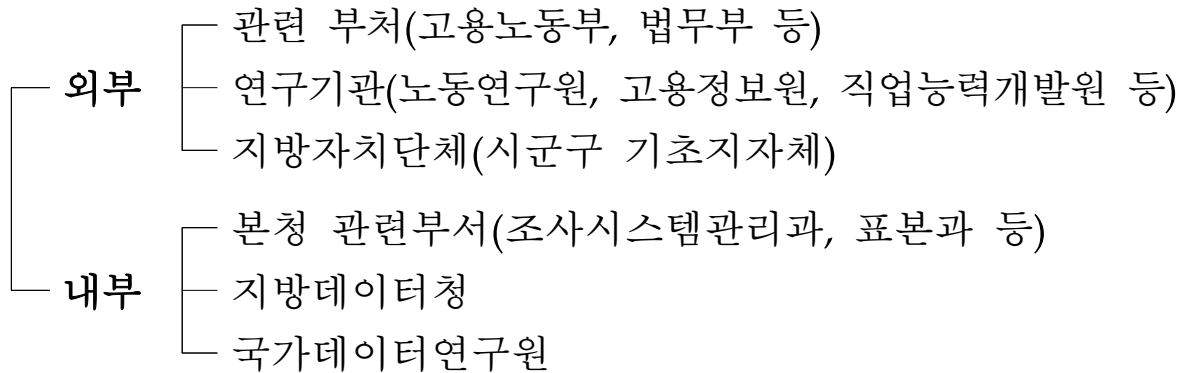 관련 부처(고용노동부, 법무부 등)
외부
연구기관(노동연구원, 고용정보원, 직업능력개발원 등)
지방자치단체(시군구 기초지자체)
본청 관련부서(조사시스템관리과, 표본과 등)
내부
지방데이터청
국가데이터연구원